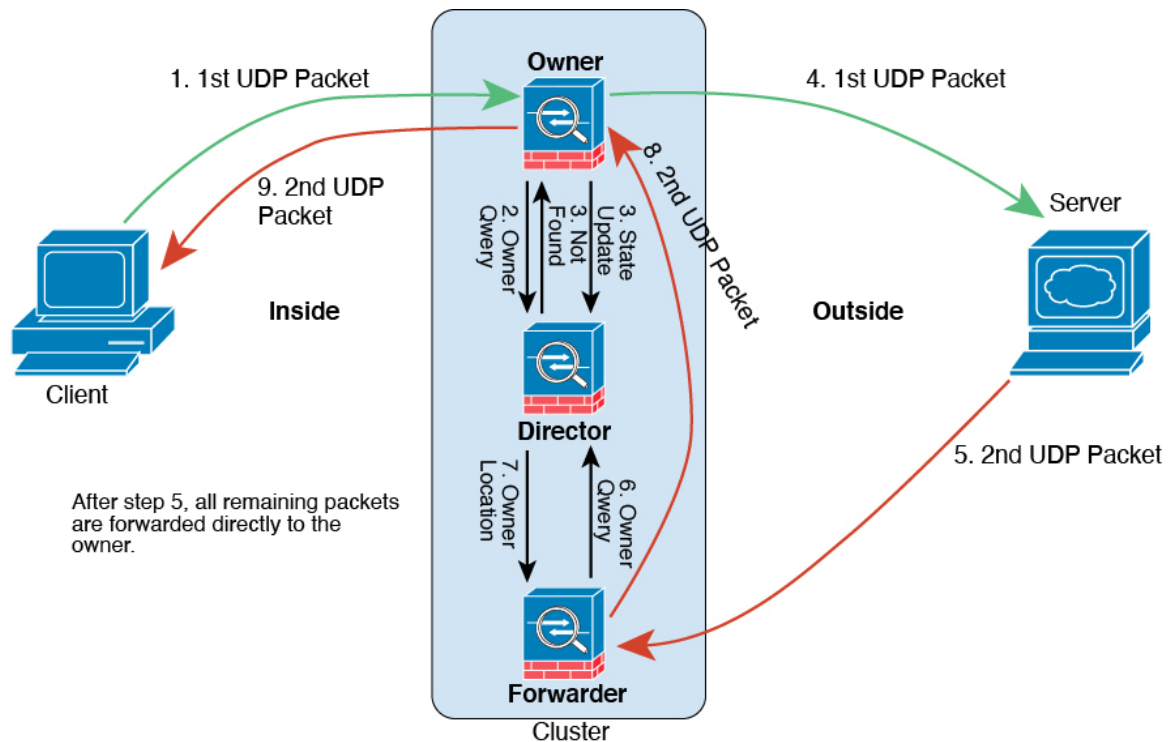 Owner
1. 1st UDP Packet
4. 1st UDP Packet
9. 2nd UDP
Packet
2. Owner
Qwery
3. Not
Found
3. State
Update
8. 2nd UDP Packet
Server
Inside
Outside
Client
Director
5. 2nd UDP Packet
7. Owner
Location
6. Owner
Qwery
After step 5, all remaining packets
are forwarded directly to the
owner.
Forwarder
Cluster